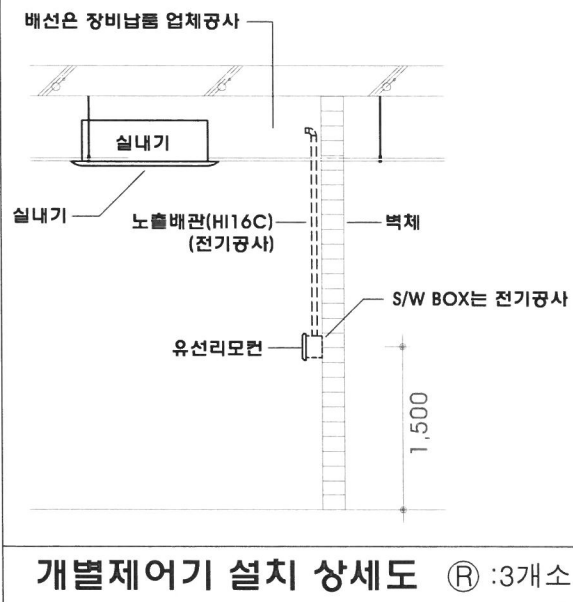 배선은 장비납품 업체공사
실내기
실내기
노출배관(HI16C)
(전기공사)
벽체
S/W BOX는 전기공사
유선리모컨
1,500
개별제어기 설치 상세도 Ⓡ :3개소